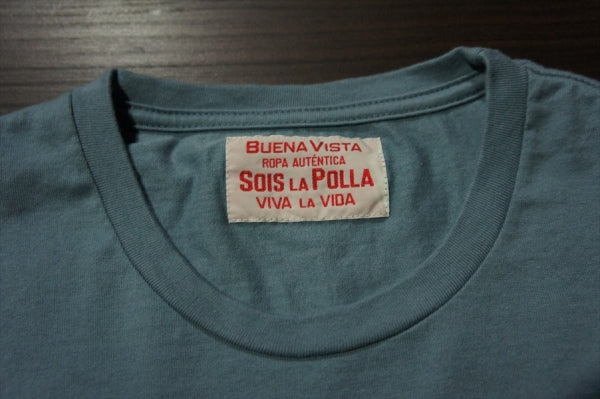 BUENA VISTA
ROPA AUTÉNTICA
SOIS LA POLLA
VIVA LA VIDA